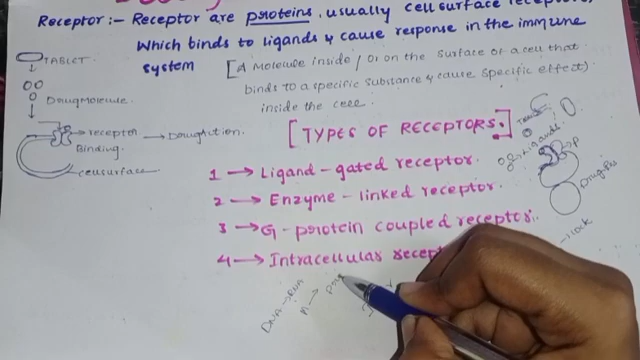 Receptor :- Receptor are proteins, usually cell surface receptors,
Which binds to ligands & cause response in the immune
system
[A Molecule inside / or on the surface of a cell that
binds to a specific substance & cause specific effect)
inside the cell.
TABLET
Drug Molecule.
receptor → Drug Action.
Binding
cell surface
[TYPES OF RECEPTORS.]
1 → Ligand-gated receptor.
2 → Enzyme-linked receptor.
3 → G-protein coupled receptor.
4 → Intracellular recept
Ligands
P
DNA → RNA